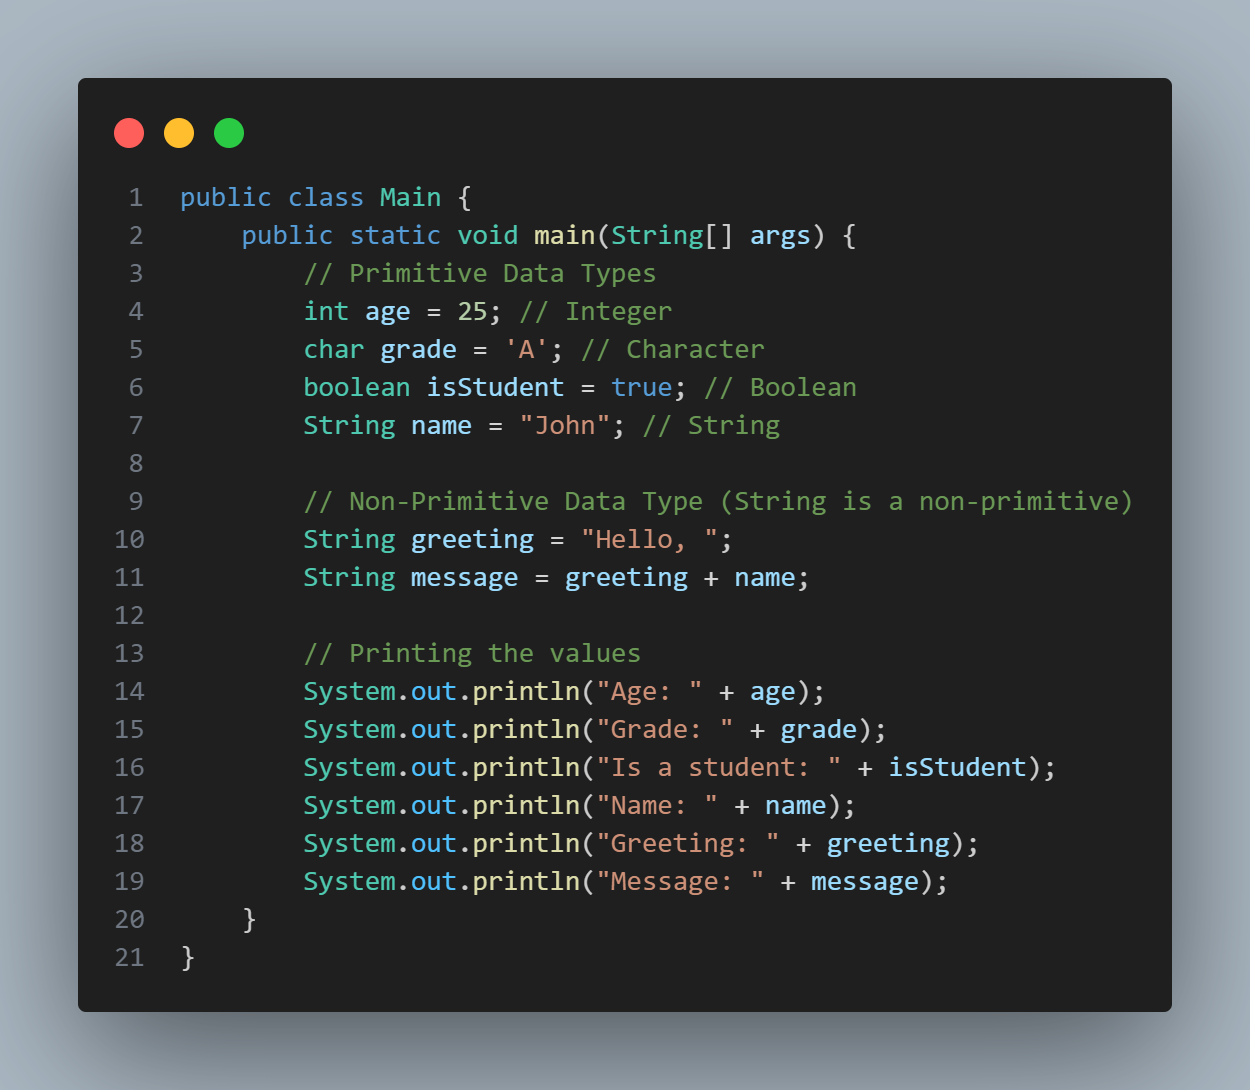 1 public class Main {
2     public static void main(String[] args) {
3         // Primitive Data Types
4         int age = 25; // Integer
5         char grade = 'A'; // Character
6         boolean isStudent = true; // Boolean
7         String name = "John"; // String
8
9         // Non-Primitive Data Type (String is a non-primitive)
10         String greeting = "Hello, ";
11         String message = greeting + name;
12
13         // Printing the values
14         System.out.println("Age: " + age);
15         System.out.println("Grade: " + grade);
16         System.out.println("Is a student: " + isStudent);
17         System.out.println("Name: " + name);
18         System.out.println("Greeting: " + greeting);
19         System.out.println("Message: " + message);
20     }
21 }